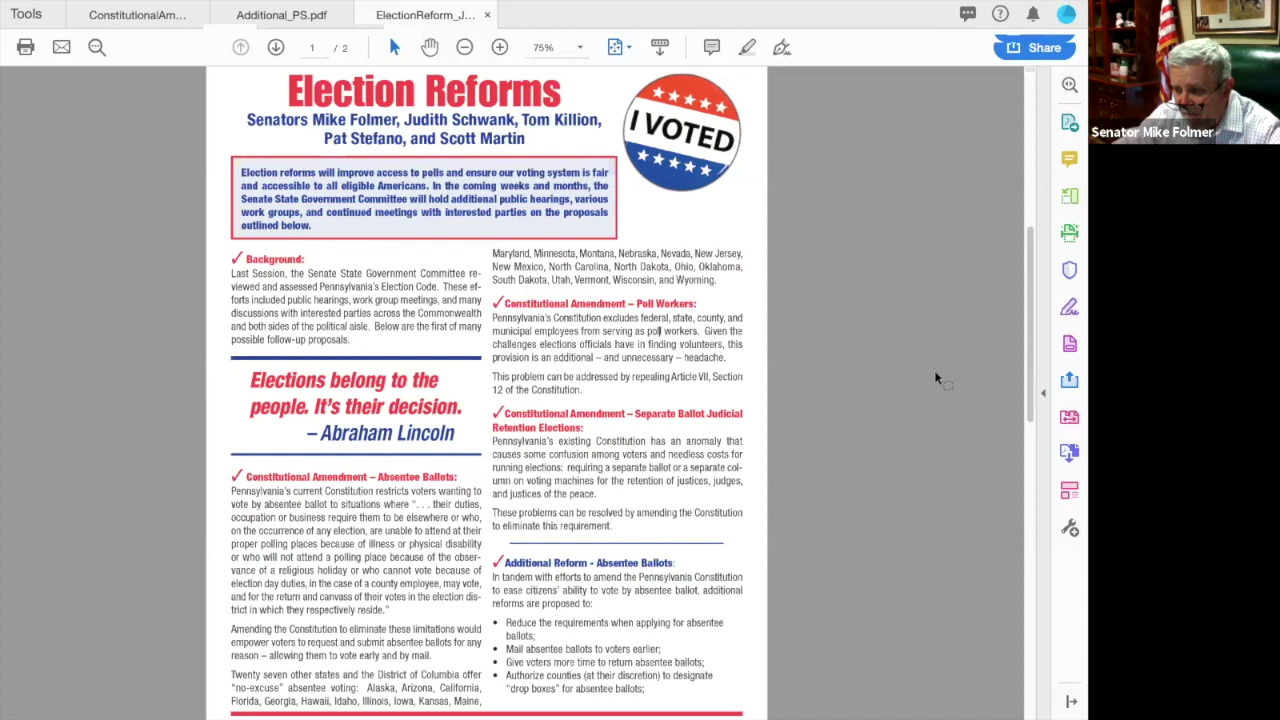 Tools
ConstitutionalAm...
Additional_PS.pdf
ElectionReform_J...
×
1 / 2
75%
Share
Senator Mike Folmer
Election Reforms
Senators Mike Folmer, Judith Schwank, Tom Killion,
Pat Stefano, and Scott Martin
I VOTED
Election reforms will improve access to polls and ensure our voting system is fair
and accessible to all eligible Americans. In the coming weeks and months, the
Senate State Government Committee will hold additional public hearings, various
work groups, and continued meetings with interested parties on the proposals
outlined below.
✓ Background:
Last Session, the Senate State Government Committee re-
viewed and assessed Pennsylvania's Election Code. These ef-
forts included public hearings, work group meetings, and many
discussions with interested parties across the Commonwealth
and both sides of the political aisle. Below are the first of many
possible follow-up proposals.
Elections belong to the
people. It's their decision.
– Abraham Lincoln
✓ Constitutional Amendment – Absentee Ballots:
Pennsylvania's current Constitution restricts voters wanting to
vote by absentee ballot to situations where “. . . their duties,
occupation or business require them to be elsewhere or who,
on the occurrence of any election, are unable to attend at their
proper polling places because of illness or physical disability
or who will not attend a polling place because of the obser-
vance of a religious holiday or who cannot vote because of
election day duties, in the case of a county employee, may vote,
and for the return and canvass of their votes in the election dis-
trict in which they respectively reside.”
Amending the Constitution to eliminate these limitations would
empower voters to request and submit absentee ballots for any
reason – allowing them to vote early and by mail.
Twenty seven other states and the District of Columbia offer
“no-excuse” absentee voting: Alaska, Arizona, California,
Florida, Georgia, Hawaii, Idaho, Illinois, Iowa, Kansas, Maine,
Maryland, Minnesota, Montana, Nebraska, Nevada, New Jersey,
New Mexico, North Carolina, North Dakota, Ohio, Oklahoma,
South Dakota, Utah, Vermont, Wisconsin, and Wyoming.
✓ Constitutional Amendment – Poll Workers:
Pennsylvania's Constitution excludes federal, state, county, and
municipal employees from serving as poll workers. Given the
challenges elections officials have in finding volunteers, this
provision is an additional – and unnecessary – headache.
This problem can be addressed by repealing Article VII, Section
12 of the Constitution.
✓ Constitutional Amendment – Separate Ballot Judicial
Retention Elections:
Pennsylvania's existing Constitution has an anomaly that
causes some confusion among voters and needless costs for
running elections: requiring a separate ballot or a separate col-
umn on voting machines for the retention of justices, judges,
and justices of the peace.
These problems can be resolved by amending the Constitution
to eliminate this requirement.
✓ Additional Reform - Absentee Ballots:
In tandem with efforts to amend the Pennsylvania Constitution
to ease citizens' ability to vote by absentee ballot, additional
reforms are proposed to:
• Reduce the requirements when applying for absentee
ballots;
• Mail absentee ballots to voters earlier;
• Give voters more time to return absentee ballots;
• Authorize counties (at their discretion) to designate
“drop boxes” for absentee ballots;